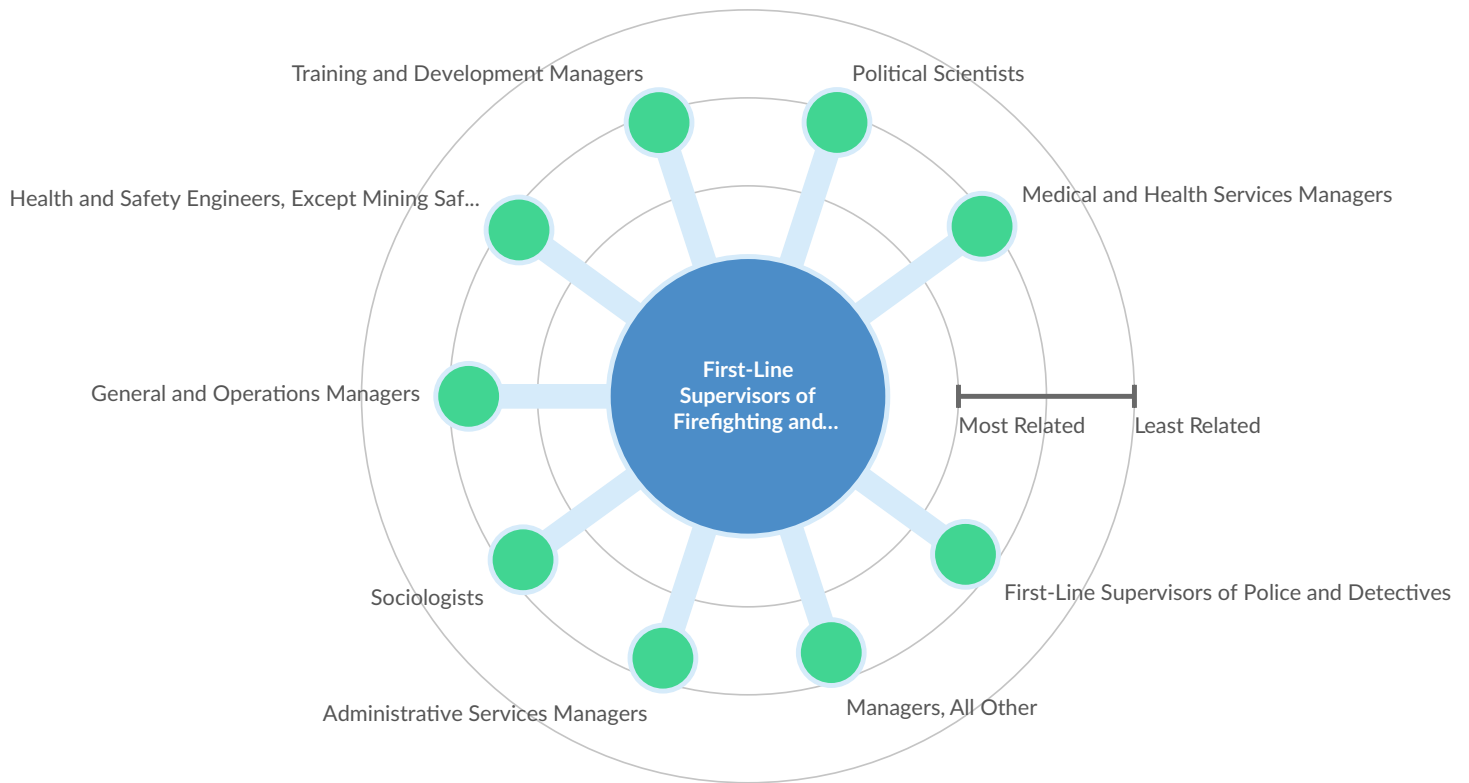 Training and Development Managers
Political Scientists
Health and Safety Engineers, Except Mining Saf...
Medical and Health Services Managers
First-Line
Supervisors of
Firefighting and...
General and Operations Managers
Most Related
Least Related
Sociologists
First-Line Supervisors of Police and Detectives
Administrative Services Managers
Managers, All Other